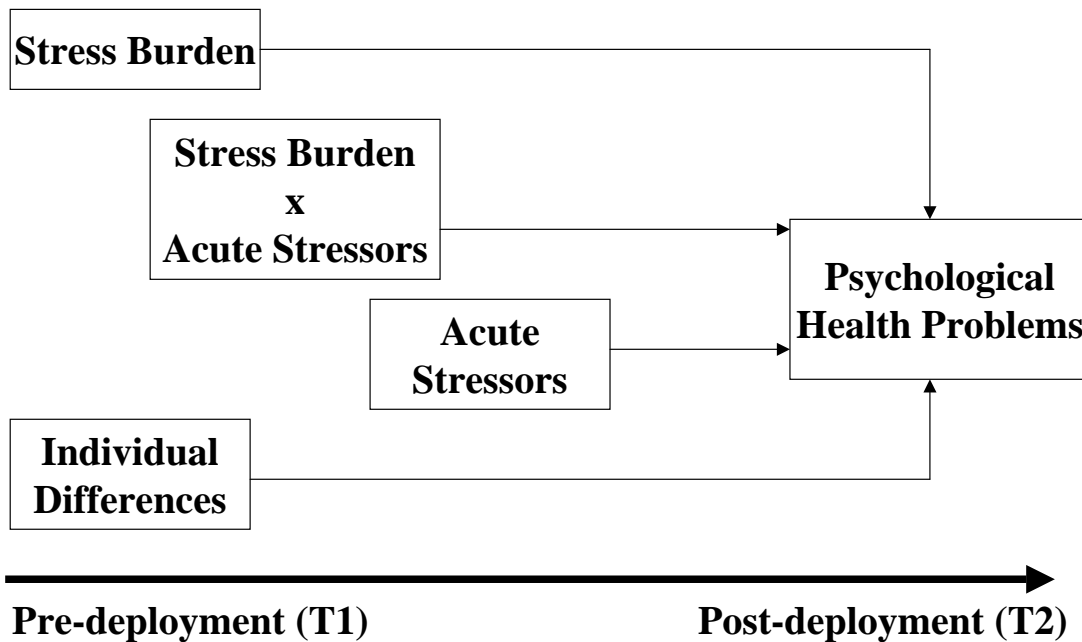 Stress Burden
Stress Burden
x
Acute Stressors
Psychological
Health Problems
Acute
Stressors
Individual
Differences
Pre-deployment (T1)
Post-deployment (T2)